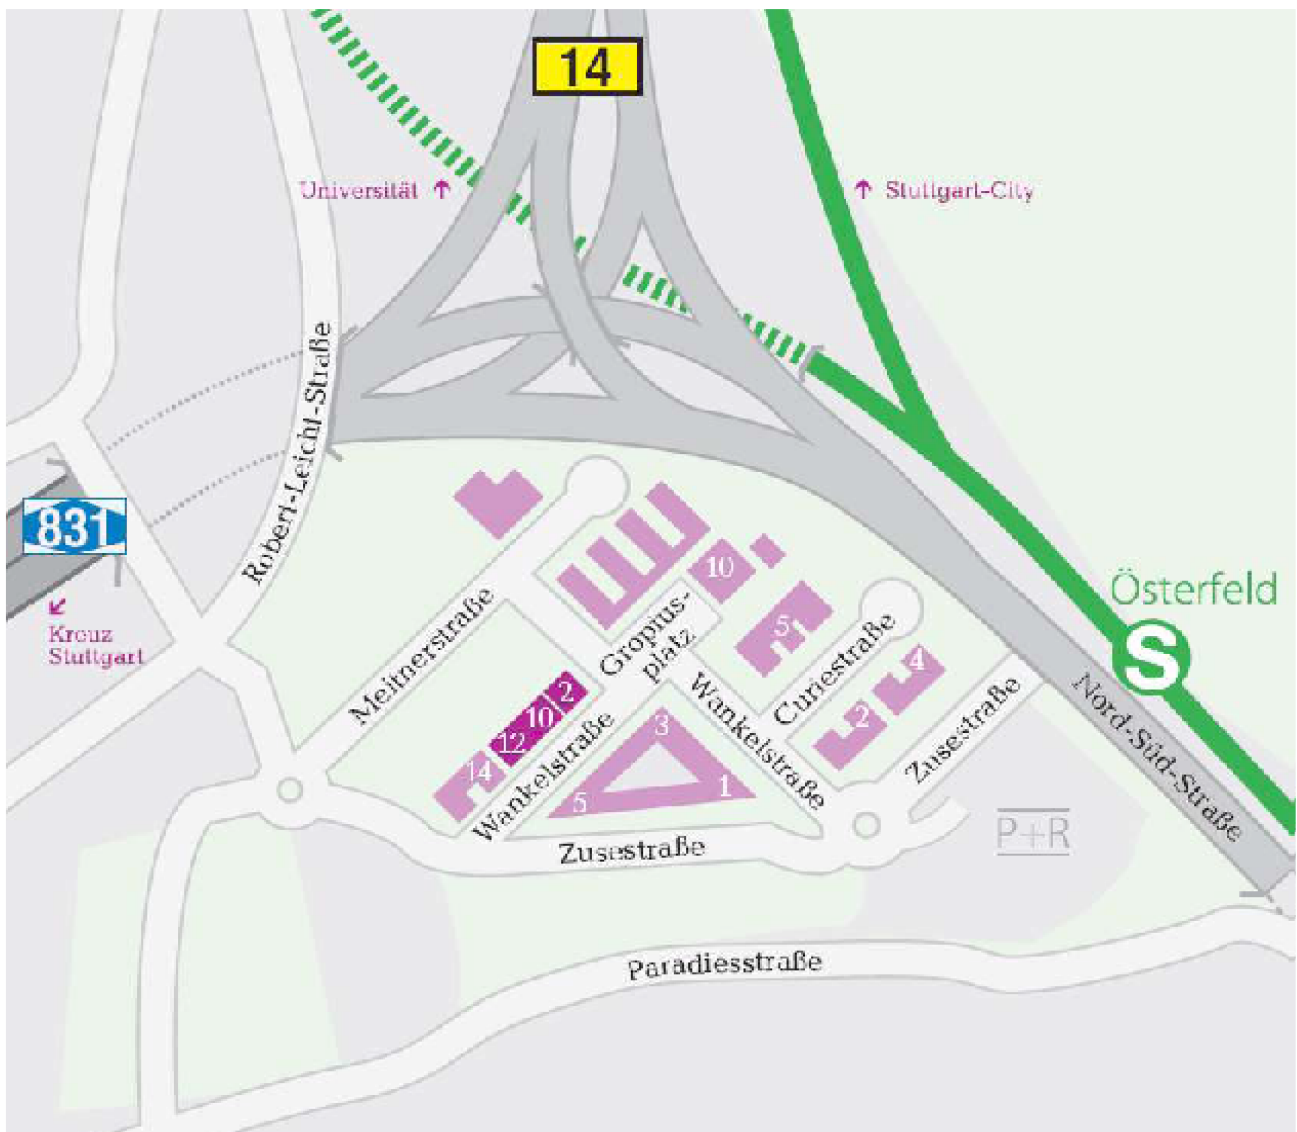 14
Universität
Stuttgart-City
Robert-Leicht-Straße
831
Kreuz
Stuttgart
Österfeld
S
10
5
Gropius-
platz
Meitnerstraße
Curiestraße
4
2
2
10
12
14
Wankelstraße
3
1
5
Wankelstraße
Zusestraße
Nord-Süd-Straße
P+R
Zusestraße
Paradiesstraße